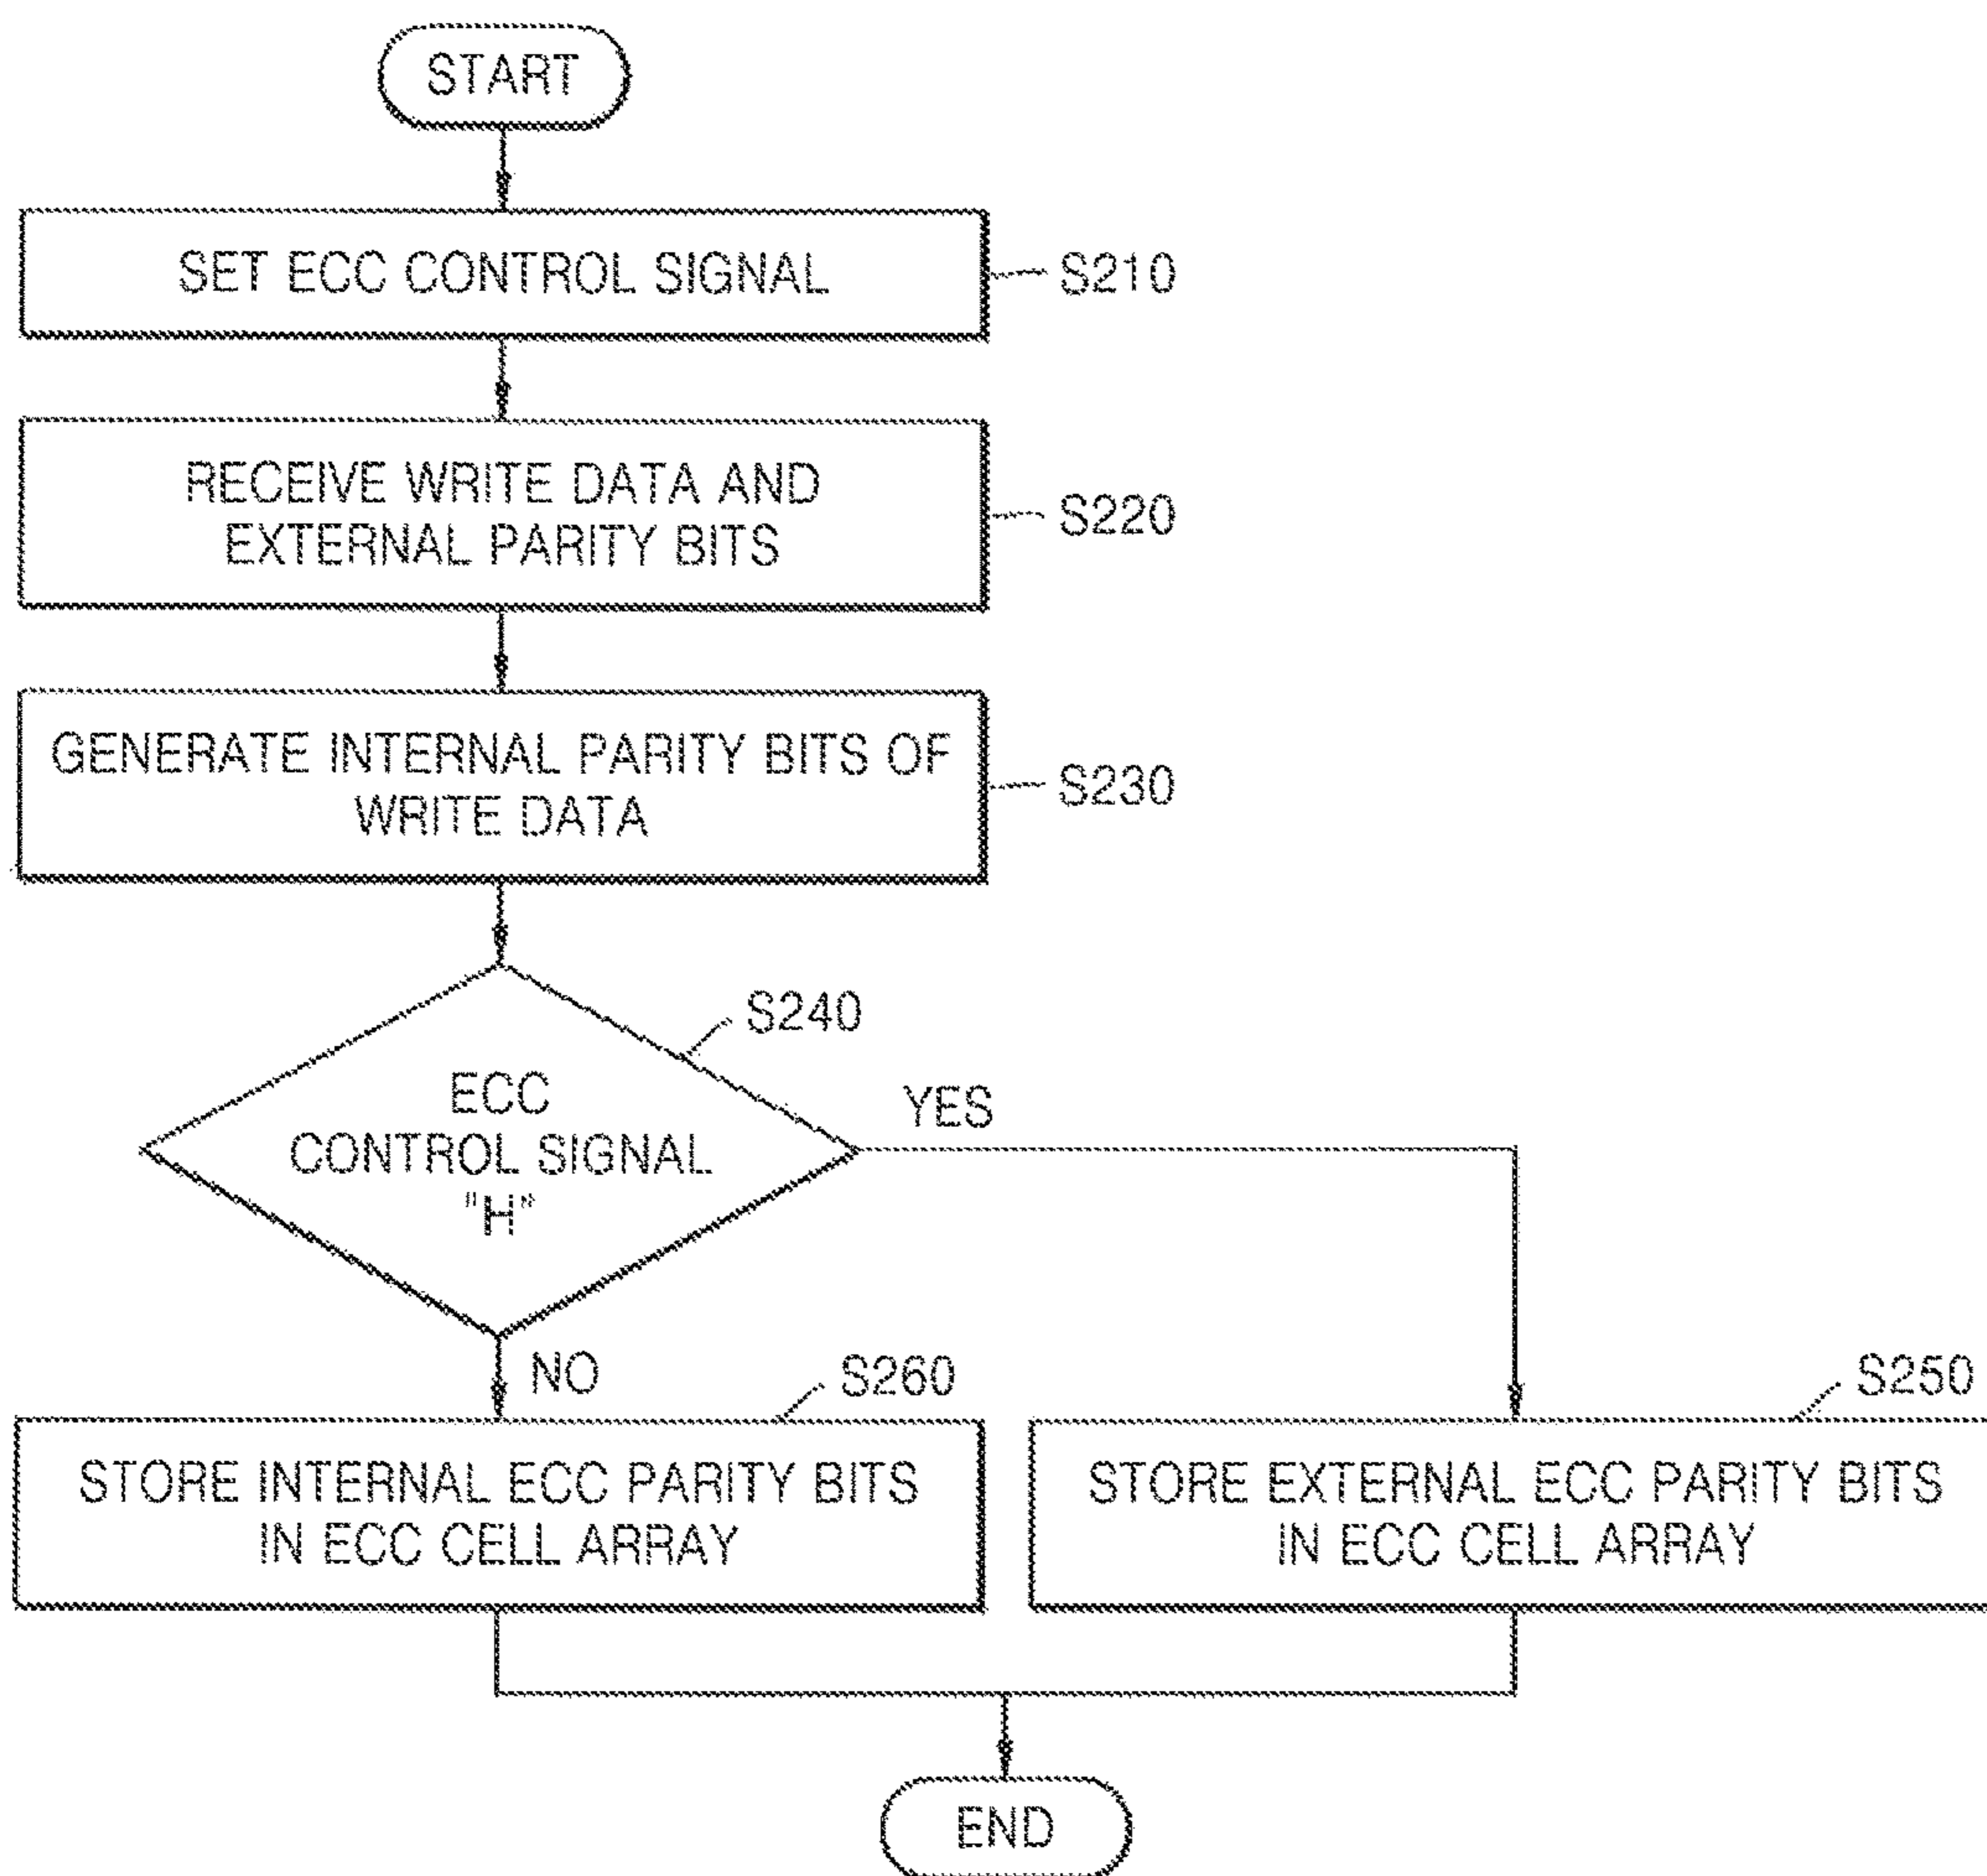 START
SET ECC CONTROL SIGNAL
S210
RECEIVE WRITE DATA AND
EXTERNAL PARITY BITS
S220
GENERATE INTERNAL PARITY BITS OF
WRITE DATA
S230
S240
ECC
CONTROL SIGNAL
"H"
YES
NO
S260
STORE INTERNAL ECC PARITY BITS
IN ECC CELL ARRAY
S250
STORE EXTERNAL ECC PARITY BITS
IN ECC CELL ARRAY
END